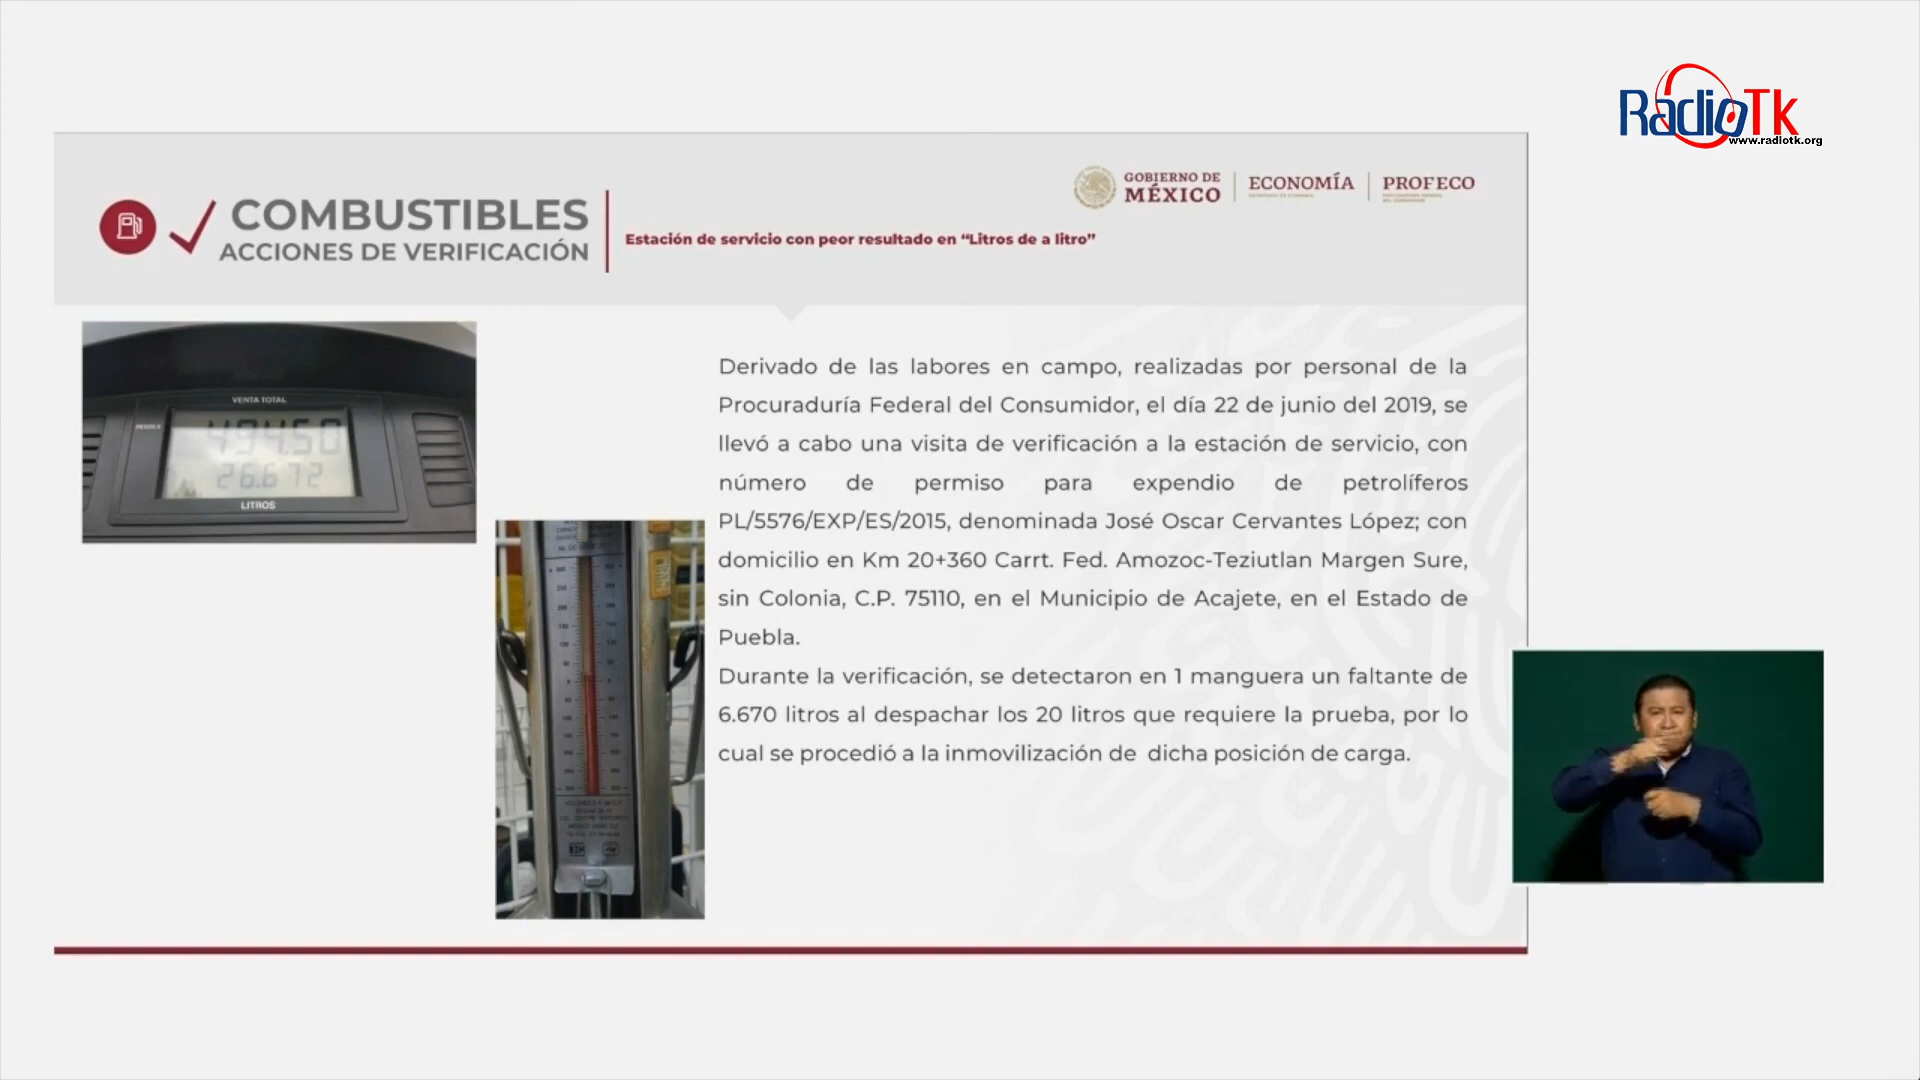 RadioTk
www.radiotk.org
GOBIERNO DE
MÉXICO
ECONOMÍA
PROFECO
COMBUSTIBLES
ACCIONES DE VERIFICACIÓN
Estación de servicio con peor resultado en “Litros de a litro”
VENTA TOTAL
494.50
26.672
LITROS
Derivado de las labores en campo, realizadas por personal de la
Procuraduría Federal del Consumidor, el día 22 de junio del 2019, se
llevó a cabo una visita de verificación a la estación de servicio, con
número de permiso para expendio de petrolíferos
PL/5576/EXP/ES/2015, denominada José Oscar Cervantes López; con
domicilio en Km 20+360 Carrt. Fed. Amozoc-Teziutlan Margen Sure,
sin Colonia, C.P. 75110, en el Municipio de Acajete, en el Estado de
Puebla.
Durante la verificación, se detectaron en 1 manguera un faltante de
6.670 litros al despachar los 20 litros que requiere la prueba, por lo
cual se procedió a la inmovilización de dicha posición de carga.